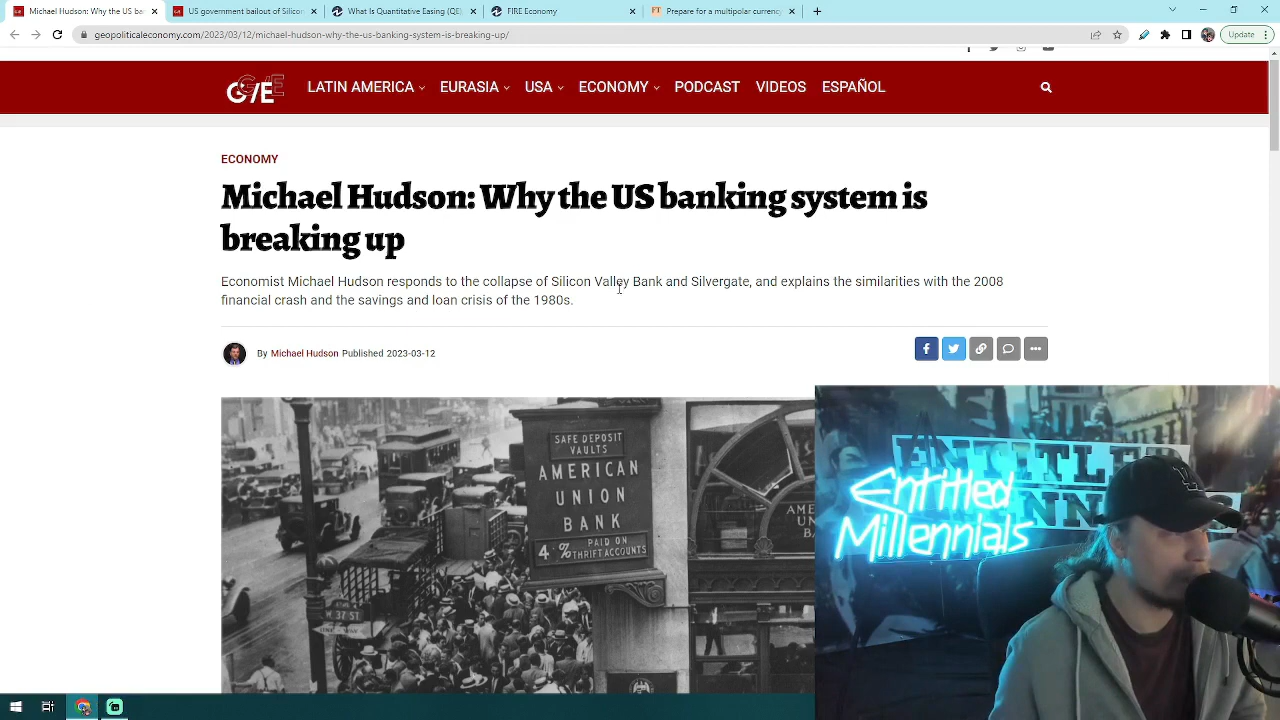 Michael Hudson: Why the US ba
US government bailout of Silicon
What Is Quantitative Easing (QE)
FIRE Economy
Prepare for a multipolar currency
geopoliticaleconomy.com/2023/03/12/michael-hudson-why-the-us-banking-system-is-breaking-up/
Update
LATIN AMERICA
EURASIA
USA
ECONOMY
PODCAST
VIDEOS
ESPAÑOL
ECONOMY
Michael Hudson: Why the US banking system is
breaking up
Economist Michael Hudson responds to the collapse of Silicon Valley Bank and Silvergate, and explains the similarities with the 2008
financial crash and the savings and loan crisis of the 1980s.
By Michael Hudson Published 2023-03-12
SAFE DEPOSIT
VAULTS
AMERICAN
UNION
BANK
4% PAID ON
THRIFT ACCOUNTS
W 37 ST
Entitled
Millennials